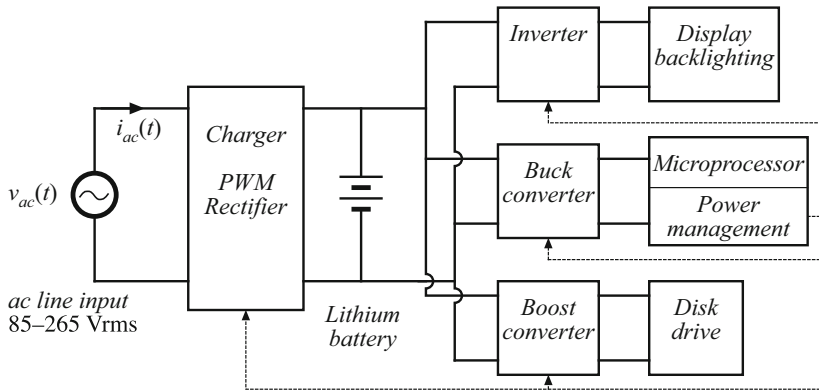 Inverter
Display
backlighting
i_ac(t)
Charger
PWM
Rectifier
v_ac(t)
Buck
converter
Microprocessor
Power
management
ac line input
85–265 Vrms
Lithium
battery
Boost
converter
Disk
drive